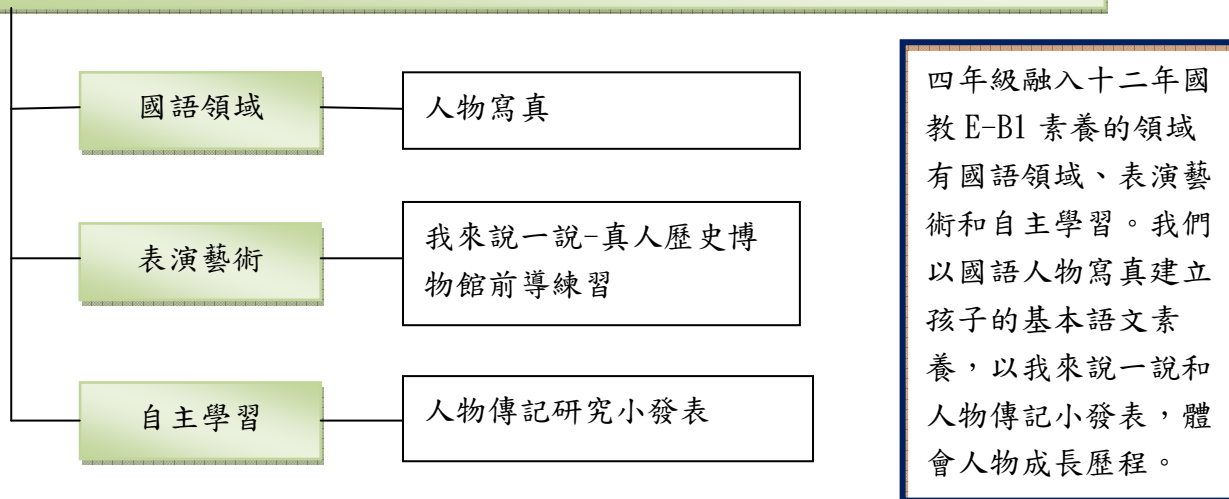 國語領域
人物寫真
表演藝術
我來說一說-真人歷史博
物館前導練習
自主學習
人物傳記研究小發表
四年級融入十二年國
教 E-B1 素養的領域
有國語領域、表演藝
術和自主學習。我們
以國語人物寫真建立
孩子的基本語文素
養，以我來說一說和
人物傳記小發表，體
會人物成長歷程。